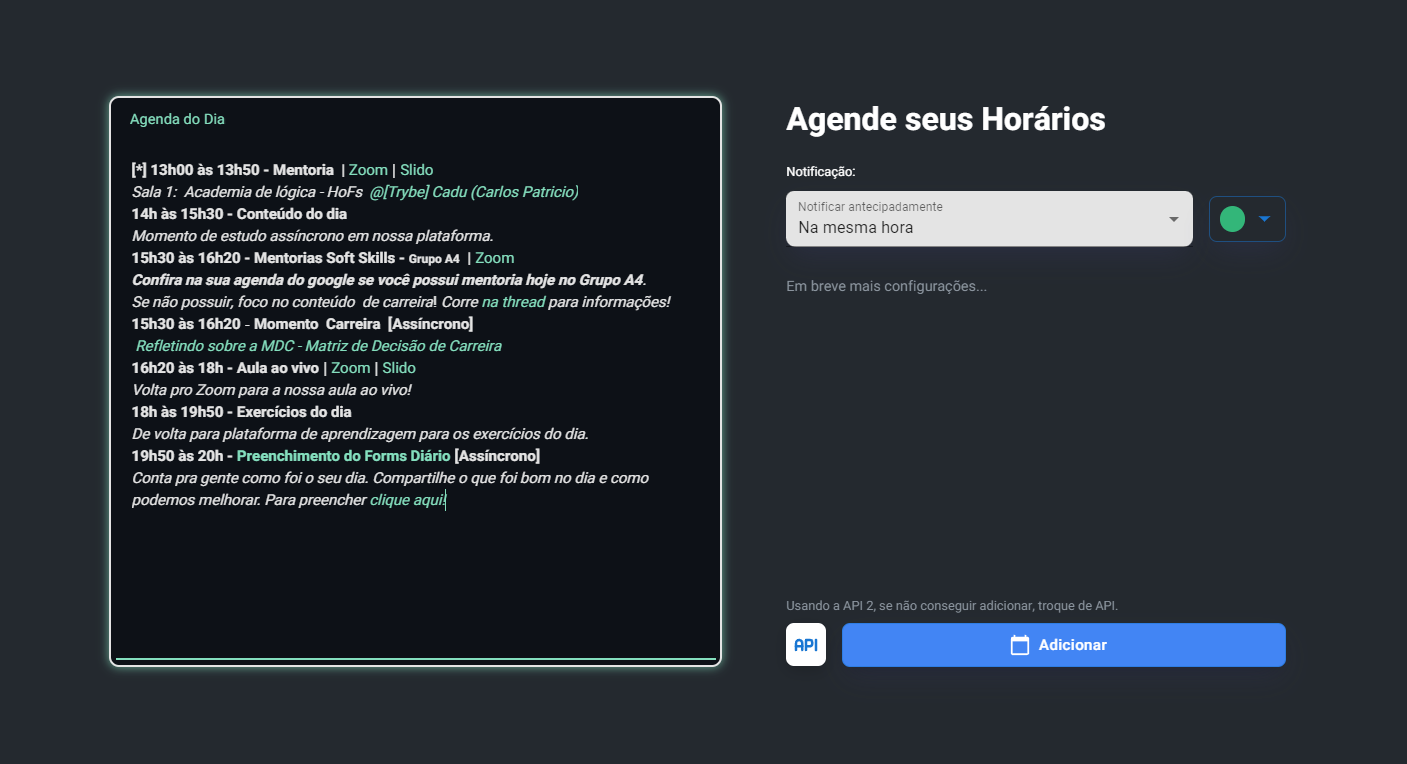 Agenda do Dia
[*] 13h00 às 13h50 - Mentoria | Zoom | Slido
Sala 1: Academia de lógica - HoFs @[Trybe] Cadu (Carlos Patricio)
14h às 15h30 - Conteúdo do dia
Momento de estudo assíncrono em nossa plataforma.
15h30 às 16h20 - Mentorias Soft Skills - Grupo A4 | Zoom
Confira na sua agenda do google se você possui mentoria hoje no Grupo A4.
Se não possuir, foco no conteúdo de carreira! Corre na thread para informações!
15h30 às 16h20 - Momento Carreira [Assíncrono]
Refletindo sobre a MDC - Matriz de Decisão de Carreira
16h20 às 18h - Aula ao vivo | Zoom | Slido
Volta pro Zoom para a nossa aula ao vivo!
18h às 19h50 - Exercícios do dia
De volta para plataforma de aprendizagem para os exercícios do dia.
19h50 às 20h - Preenchimento do Forms Diário [Assíncrono]
Conta pra gente como foi o seu dia. Compartilhe o que foi bom no dia e como
podemos melhorar. Para preencher clique aqui!
Agende seus Horários
Notificação:
Notificar antecipadamente
Na mesma hora
Em breve mais configurações...
Usando a API 2, se não conseguir adicionar, troque de API.
API
Adicionar